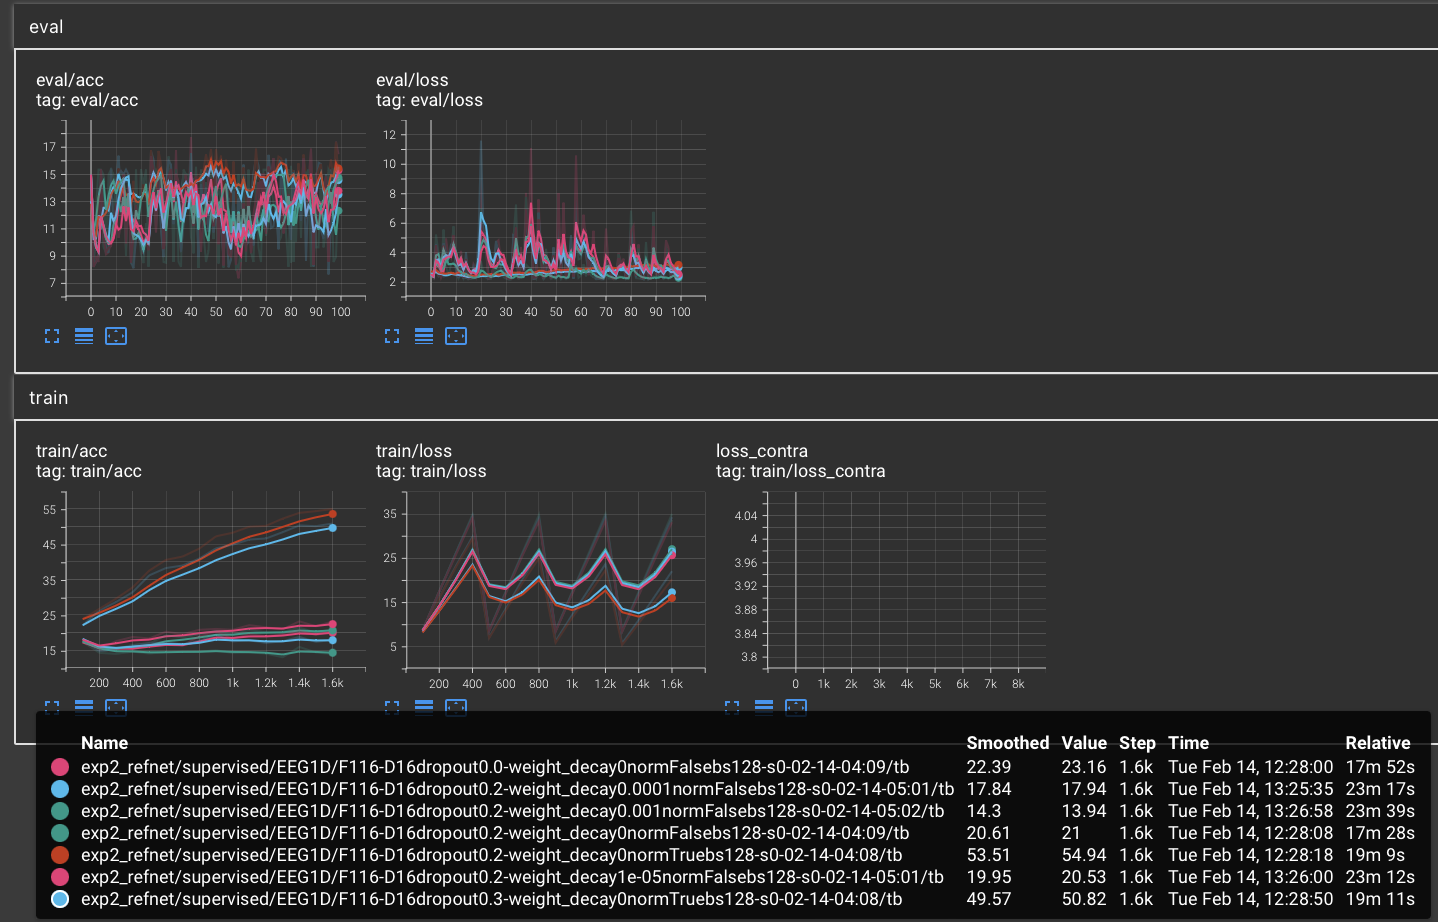 eval
eval/acc
tag: eval/acc
17
15
13
11
9
7
0 10 20 30 40 50 60 70 80 90 100
eval/loss
tag: eval/loss
12
10
8
6
4
2
0 10 20 30 40 50 60 70 80 90 100
train
train/acc
tag: train/acc
55
45
35
25
15
200 400 600 800 1k 1.2k 1.4k 1.6k
train/loss
tag: train/loss
35
25
15
5
200 400 600 800 1k 1.2k 1.4k 1.6k
loss_contra
tag: train/loss_contra
4.04
4
3.96
3.92
3.88
3.84
3.8
0 1k 2k 3k 4k 5k 6k 7k 8k
Name Smoothed Value Step Time Relative
exp2_refnet/supervised/EEG1D/F116-D16dropout0.0-weight_decay0normFalsebs128-s0-02-14-04:09/tb 22.39 23.16 1.6k Tue Feb 14, 12:28:00 17m 52s
exp2_refnet/supervised/EEG1D/F116-D16dropout0.2-weight_decay0.0001normFalsebs128-s0-02-14-05:01/tb 17.84 17.94 1.6k Tue Feb 14, 13:25:35 23m 17s
exp2_refnet/supervised/EEG1D/F116-D16dropout0.2-weight_decay0.001normFalsebs128-s0-02-14-05:02/tb 14.3 13.94 1.6k Tue Feb 14, 13:26:58 23m 39s
exp2_refnet/supervised/EEG1D/F116-D16dropout0.2-weight_decay0normFalsebs128-s0-02-14-04:09/tb 20.61 21 1.6k Tue Feb 14, 12:28:08 17m 28s
exp2_refnet/supervised/EEG1D/F116-D16dropout0.2-weight_decay0normTruebs128-s0-02-14-04:08/tb 53.51 54.94 1.6k Tue Feb 14, 12:28:18 19m 9s
exp2_refnet/supervised/EEG1D/F116-D16dropout0.2-weight_decay1e-05normFalsebs128-s0-02-14-05:01/tb 19.95 20.53 1.6k Tue Feb 14, 13:26:00 23m 12s
exp2_refnet/supervised/EEG1D/F116-D16dropout0.3-weight_decay0normTruebs128-s0-02-14-04:08/tb 49.57 50.82 1.6k Tue Feb 14, 12:28:50 19m 11s